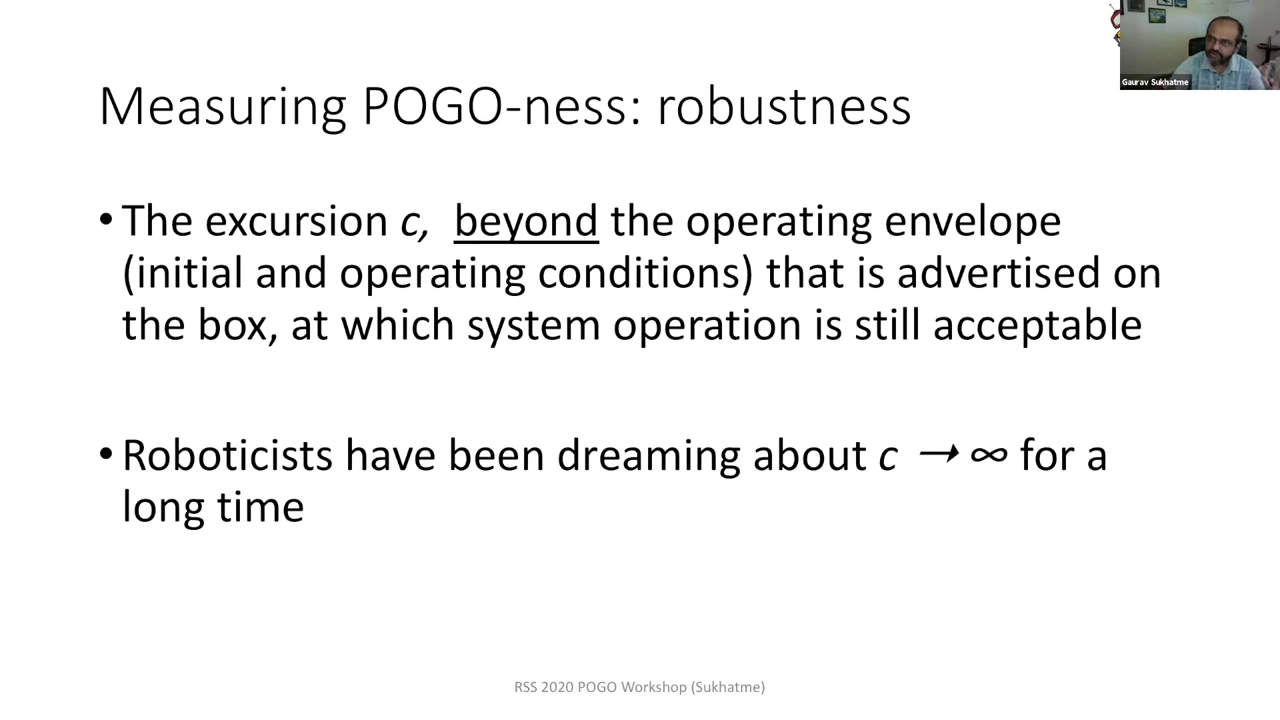 Gaurav Sukhatme
Measuring POGO-ness: robustness
• The excursion c, beyond the operating envelope
(initial and operating conditions) that is advertised on
the box, at which system operation is still acceptable
• Roboticists have been dreaming about c → ∞ for a
long time
RSS 2020 POGO Workshop (Sukhatme)